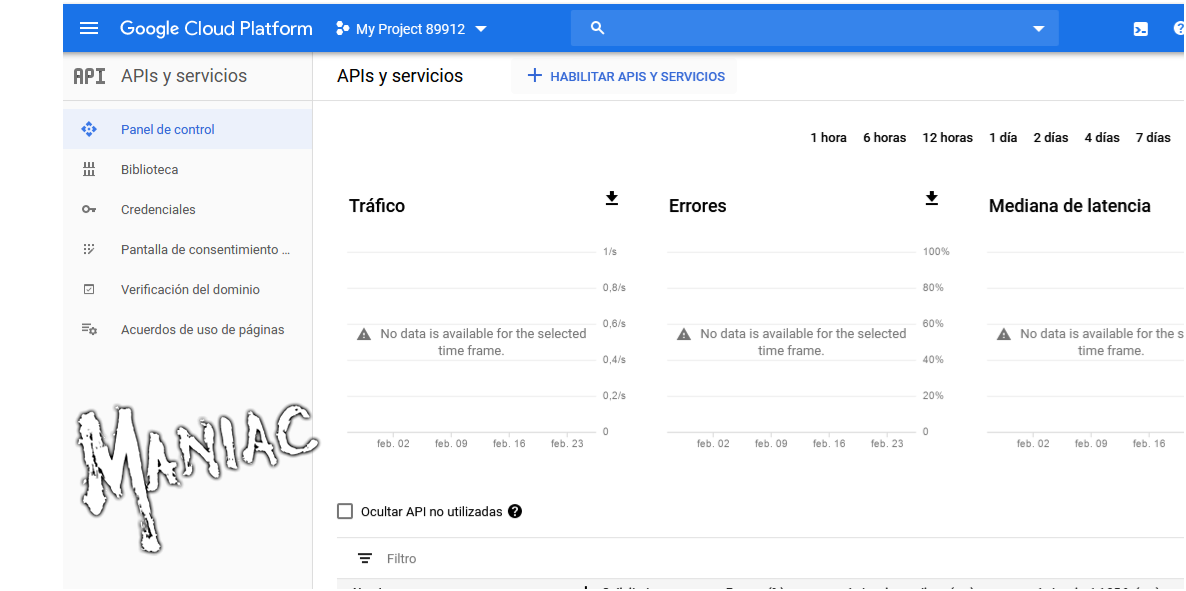 Google Cloud Platform My Project 89912
API APIs y servicios
APIs y servicios
HABILITAR APIS Y SERVICIOS
Panel de control
Biblioteca
Credenciales
Pantalla de consentimiento ...
Verificación del dominio
Acuerdos de uso de páginas
MANIAC
1 hora 6 horas 12 horas 1 día 2 días 4 días 7 días
Tráfico
1/s
0,8/s
0,6/s
0,4/s
0,2/s
0
No data is available for the selected
time frame.
feb. 02 feb. 09 feb. 16 feb. 23
Errores
100%
80%
60%
40%
20%
0
No data is available for the selected
time frame.
feb. 02 feb. 09 feb. 16 feb. 23
Mediana de latencia
No data is available for the s
time frame.
feb. 02 feb. 09 feb. 16
Ocultar API no utilizadas
Filtro